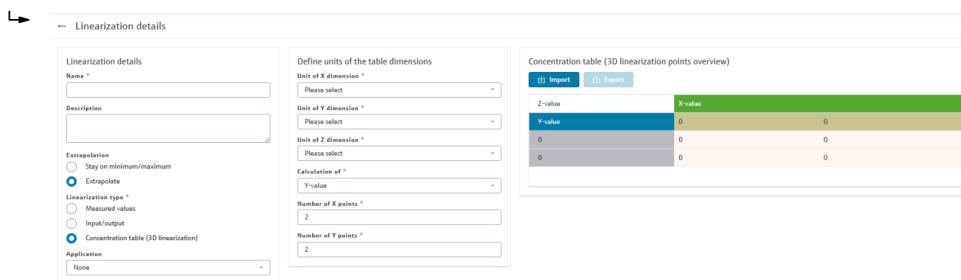 ← Linearization details
Linearization details
Name *
Description
Extrapolation
Stay on minimum/maximum
Extrapolate
Linearization type *
Measured values
Input/output
Concentration table (3D linearization)
Application
None
Define units of the table dimensions
Unit of X dimension *
Please select
Unit of Y dimension *
Please select
Unit of Z dimension *
Please select
Calculation of *
Y-value
Number of X points *
2
Number of Y points *
2
Concentration table (3D linearization points overview)
Import Export
Z-value X-value
Y-value 0 0
0 0 0
0 0 0